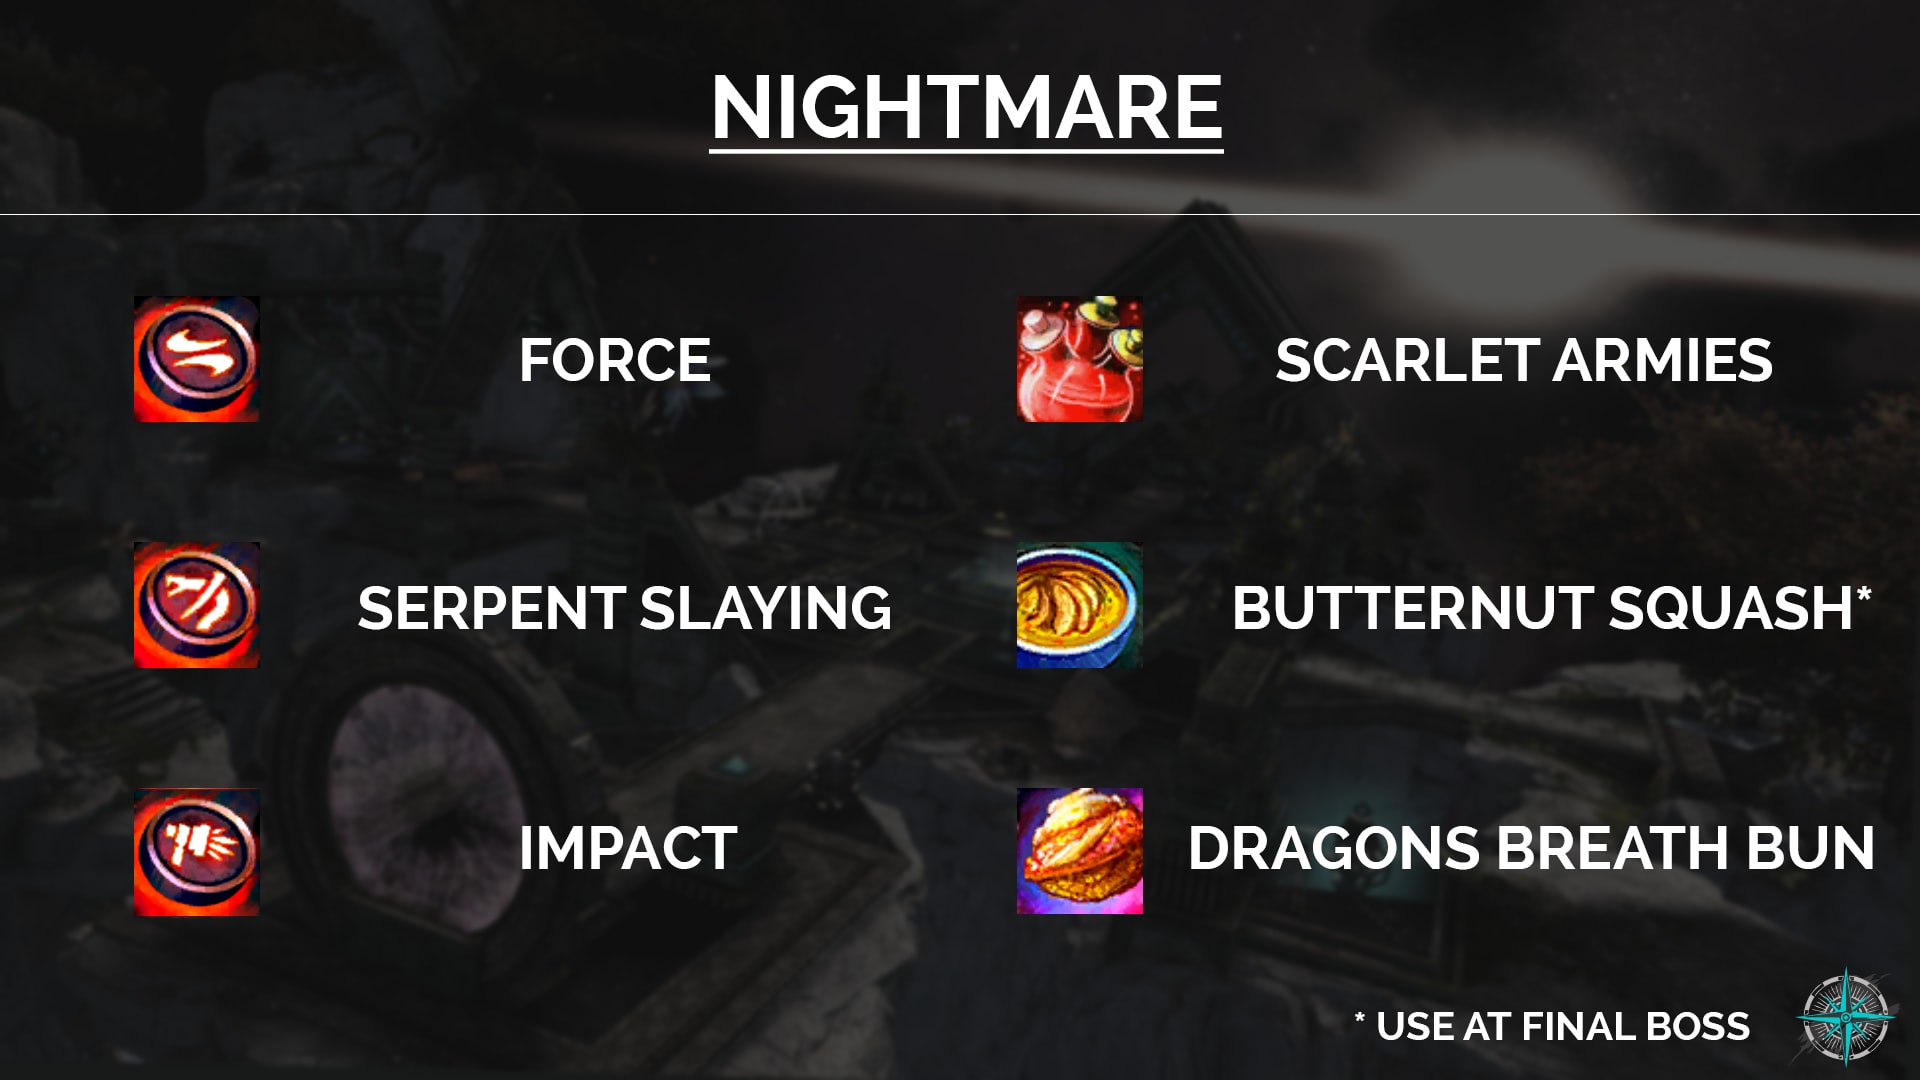 NIGHTMARE
FORCE
SCARLET ARMIES
SERPENT SLAYING
BUTTERNUT SQUASH*
IMPACT
DRAGONS BREATH BUN
* USE AT FINAL BOSS